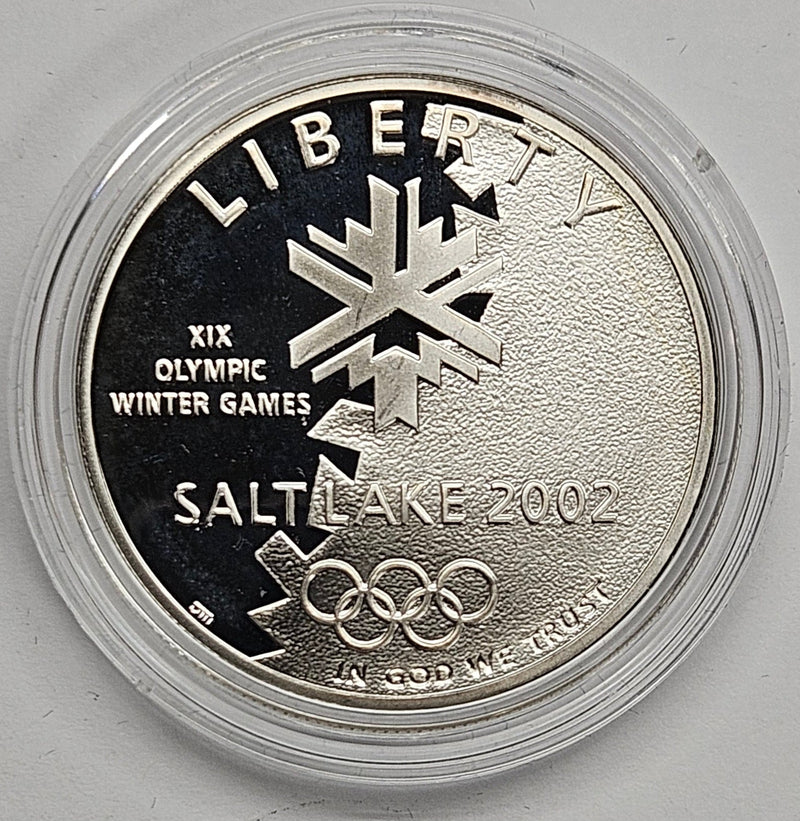 LIBERTY
XIX
OLYMPIC
WINTER GAMES
SALT LAKE 2002
IN GOD WE TRUST